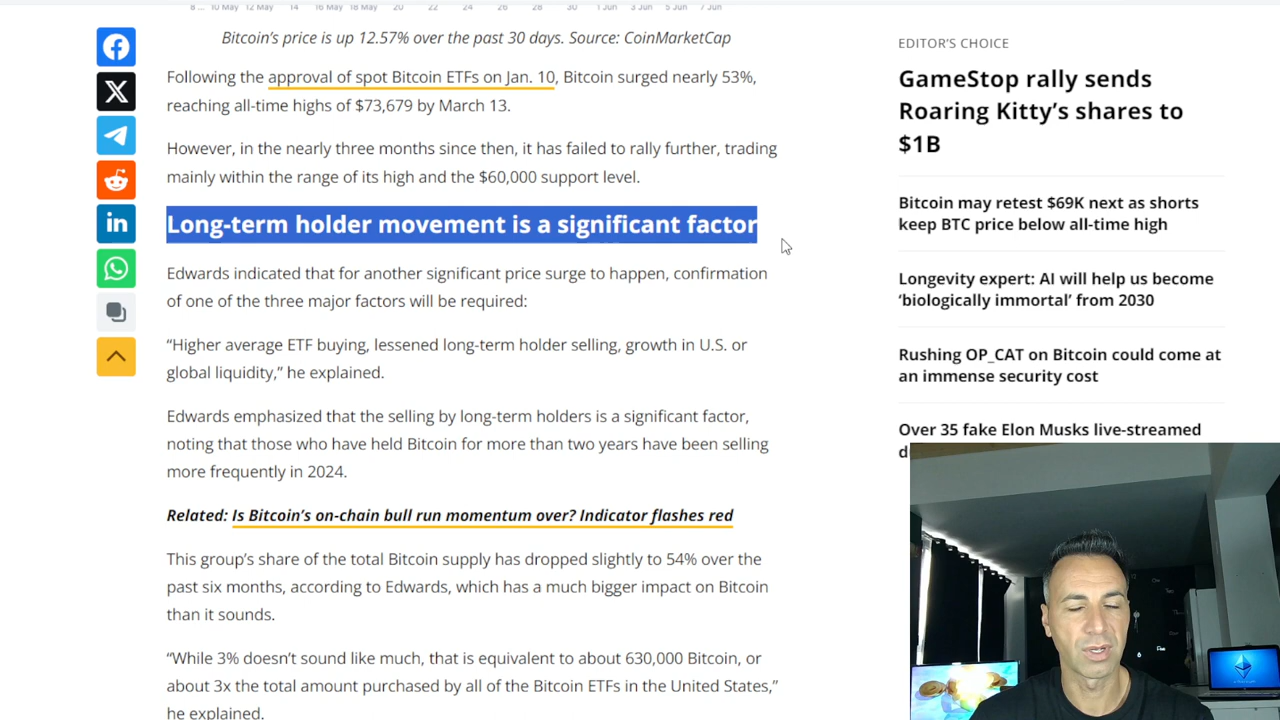 8 ... 10 May 12 May 14 16 May 18 May 20 22 24 26 28 30 1 Jun 3 Jun 5 Jun 7 Jun
Bitcoin's price is up 12.57% over the past 30 days. Source: CoinMarketCap
Following the approval of spot Bitcoin ETFs on Jan. 10, Bitcoin surged nearly 53%,
reaching all-time highs of $73,679 by March 13.
However, in the nearly three months since then, it has failed to rally further, trading
mainly within the range of its high and the $60,000 support level.
Long-term holder movement is a significant factor
Edwards indicated that for another significant price surge to happen, confirmation
of one of the three major factors will be required:
“Higher average ETF buying, lessened long-term holder selling, growth in U.S. or
global liquidity,” he explained.
Edwards emphasized that the selling by long-term holders is a significant factor,
noting that those who have held Bitcoin for more than two years have been selling
more frequently in 2024.
Related: Is Bitcoin’s on-chain bull run momentum over? Indicator flashes red
This group’s share of the total Bitcoin supply has dropped slightly to 54% over the
past six months, according to Edwards, which has a much bigger impact on Bitcoin
than it sounds.
“While 3% doesn’t sound like much, that is equivalent to about 630,000 Bitcoin, or
about 3x the total amount purchased by all of the Bitcoin ETFs in the United States,”
he explained.
EDITOR’S CHOICE
GameStop rally sends
Roaring Kitty’s shares to
$1B
Bitcoin may retest $69K next as shorts
keep BTC price below all-time high
Longevity expert: AI will help us become
‘biologically immortal’ from 2030
Rushing OP_CAT on Bitcoin could come at
an immense security cost
Over 35 fake Elon Musks live-streamed